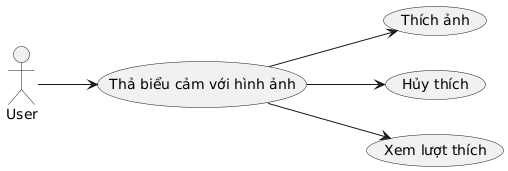 Thích ảnh
User
Thả biểu cảm với hình ảnh
Hủy thích
Xem lượt thích